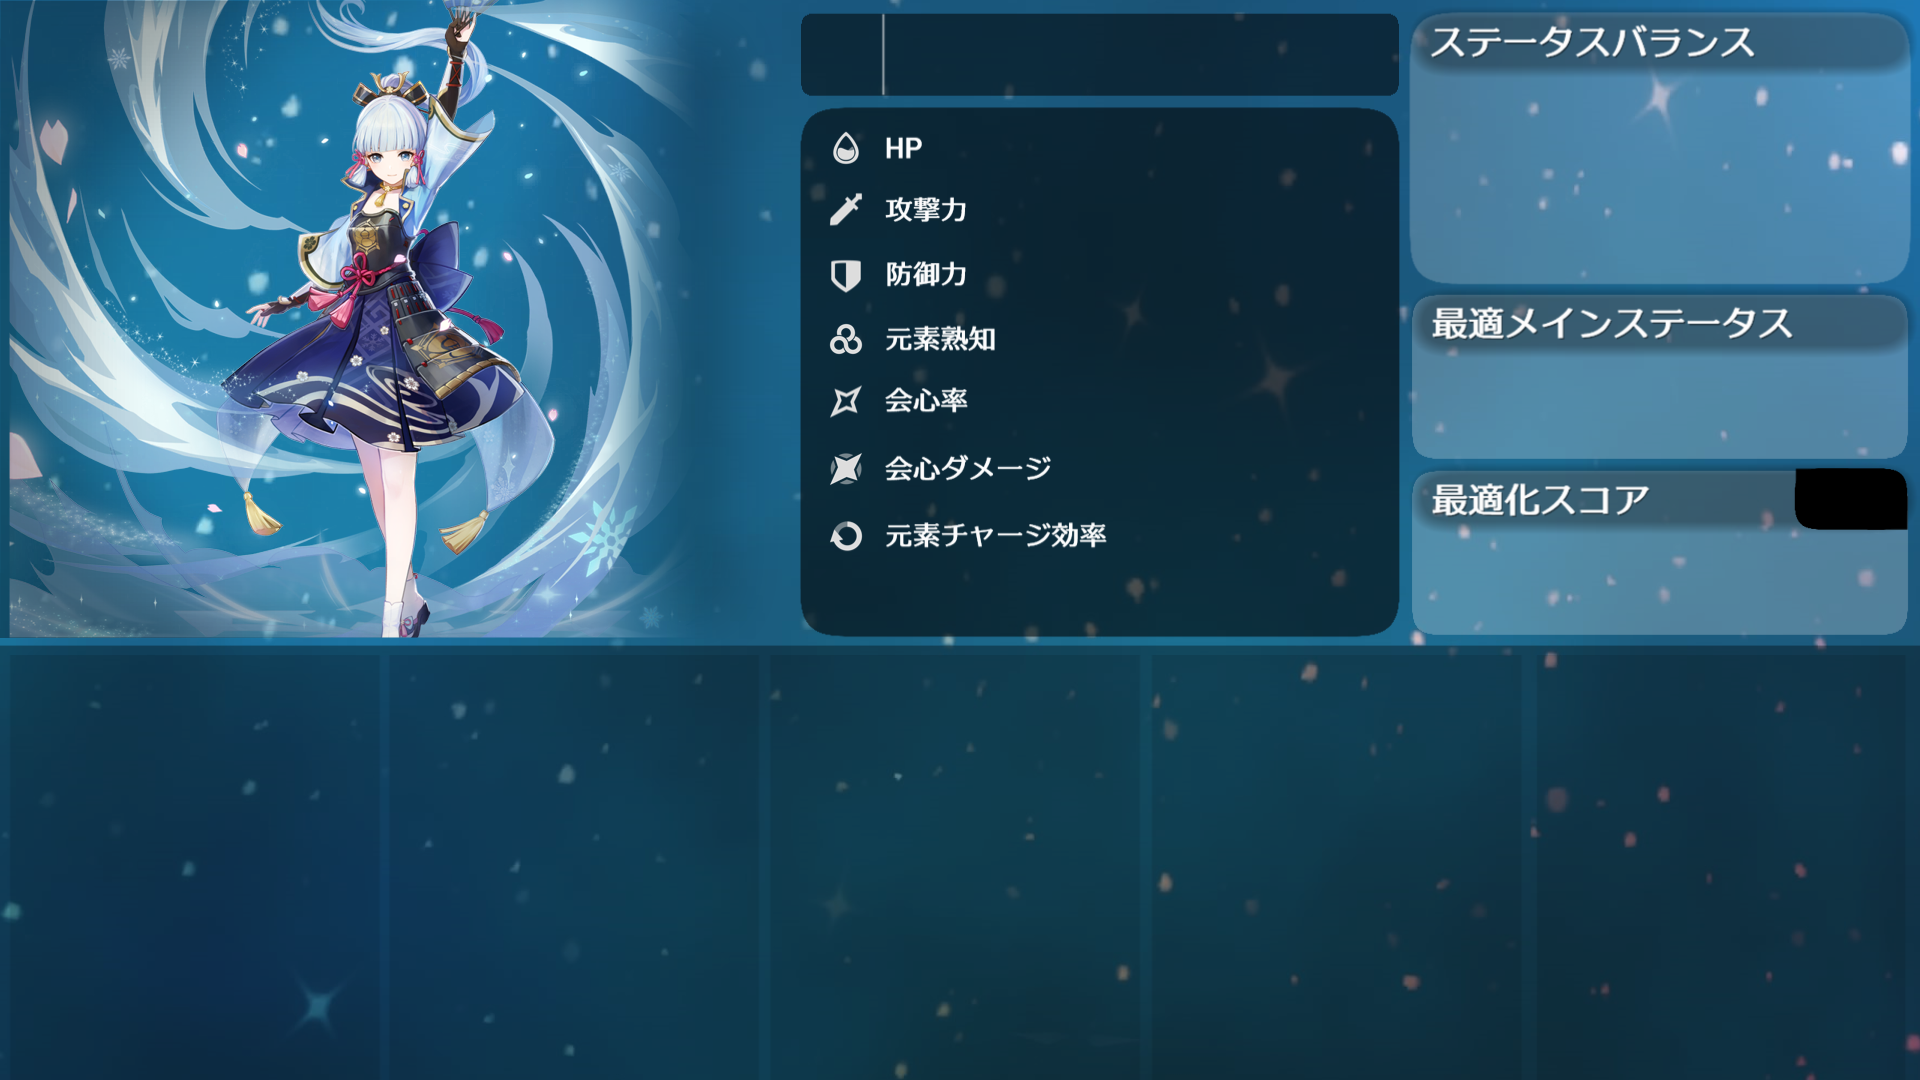 HP
攻撃力
防御力
元素熟知
会心率
会心ダメージ
元素チャージ効率
ステータスバランス
最適メインステータス
最適化スコア